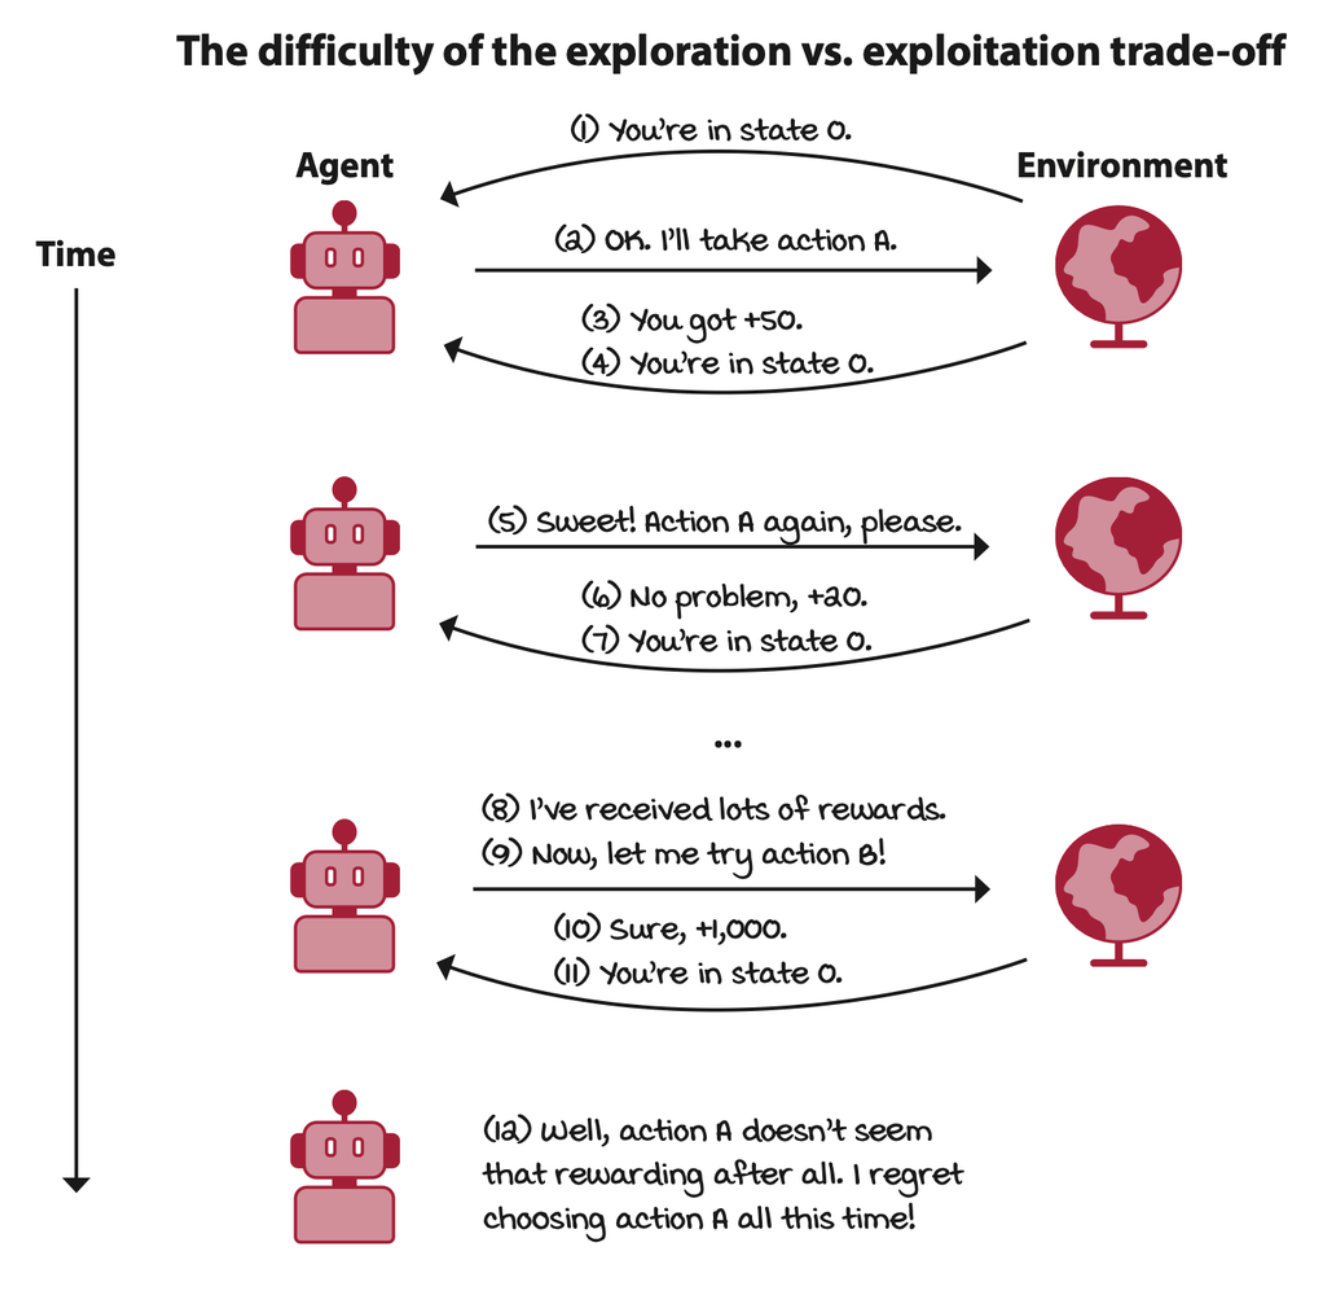 The difficulty of the exploration vs. exploitation trade-off
(1) You're in state 0.
Agent
Environment
Time
(2) OK. I'll take action A.
(3) You got +50.
(4) You're in state 0.
(5) Sweet! Action A again, please.
(6) No problem, +20.
(7) You're in state 0.
...
(8) I've received lots of rewards.
(9) Now, let me try action B!
(10) Sure, +1,000.
(11) You're in state 0.
(12) Well, action A doesn't seem
that rewarding after all. I regret
choosing action A all this time!